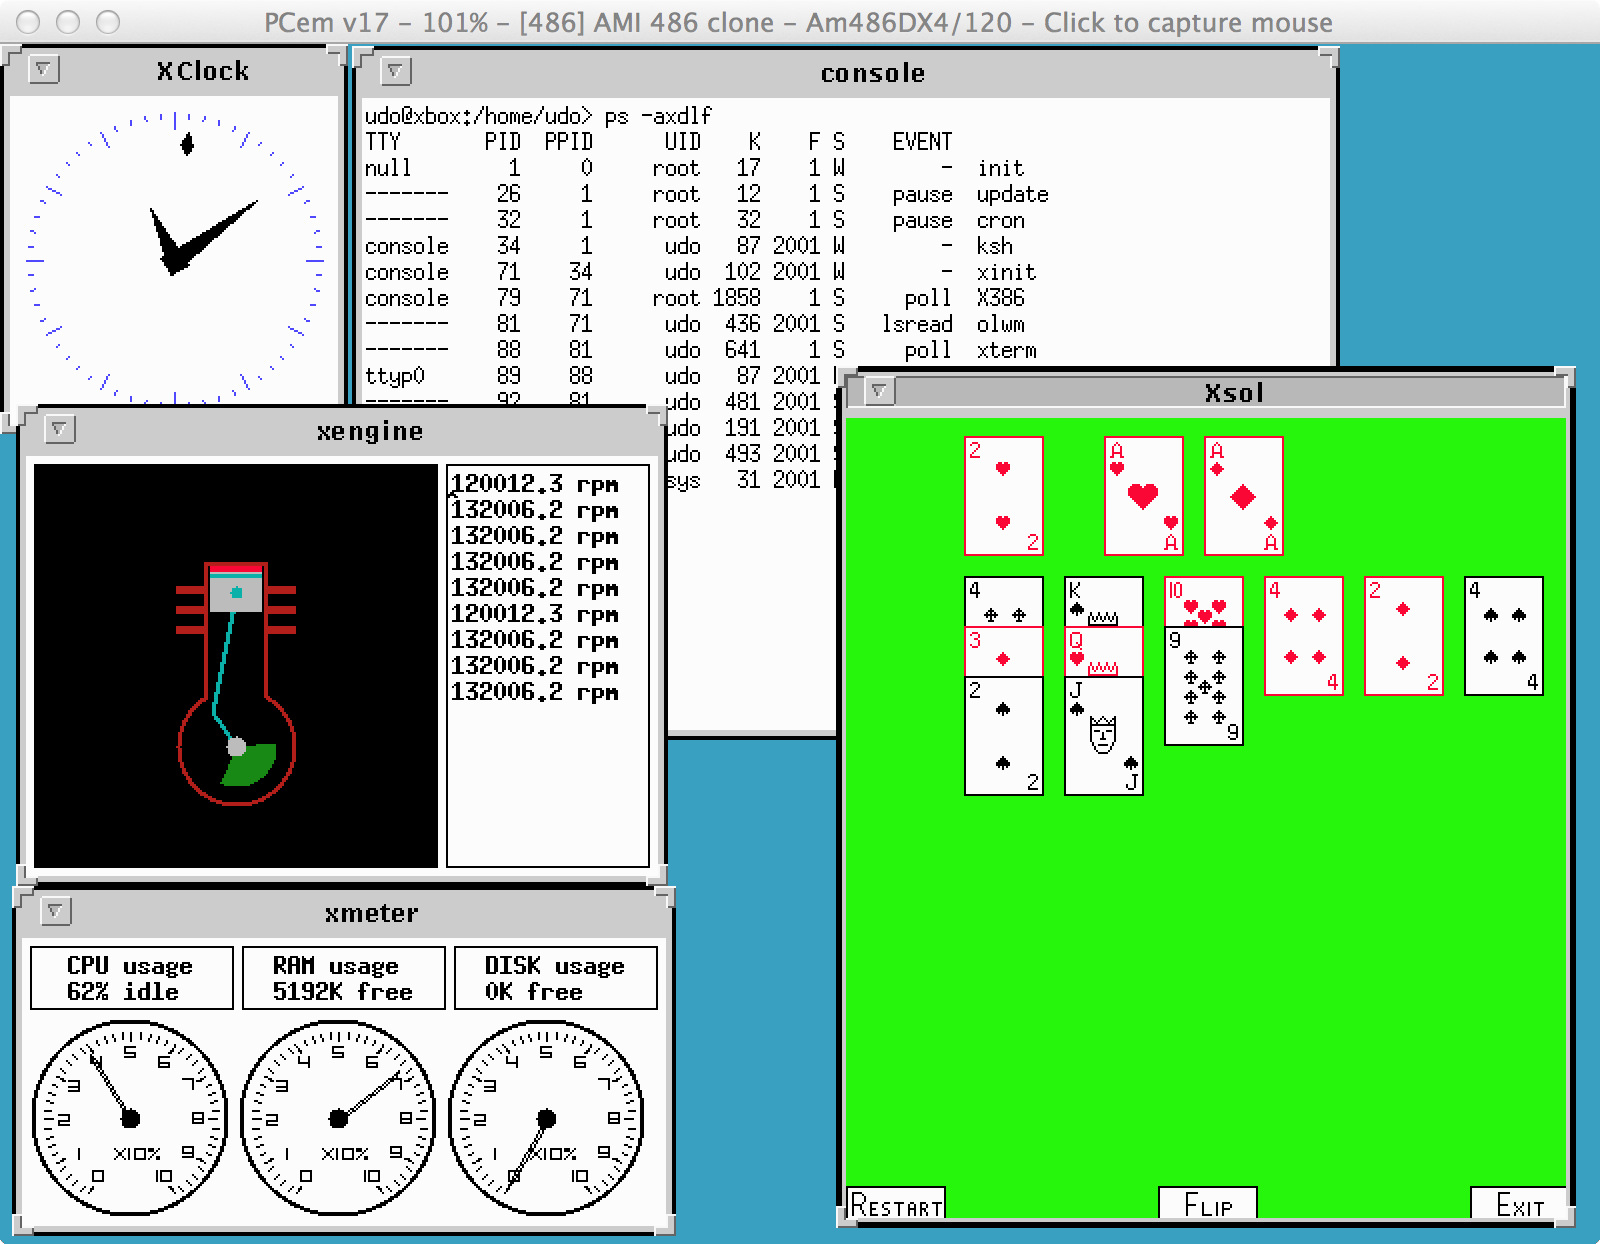 PCem v17 – 101% – [486] AMI 486 clone – Am486DX4/120 – Click to capture mouse
XClock
console
udo@xbox:/home/udo> ps -axdlf
TTY PID PPID UID K F S EVENT
null 1 0 root 17 1 W - init
------- 26 1 root 12 1 S pause update
------- 32 1 root 32 1 S pause cron
console 34 1 udo 87 2001 W - ksh
console 71 34 udo 102 2001 W - xinit
console 79 71 root 1858 1 S poll X386
------- 81 71 udo 436 2001 S lsread olwm
------- 88 81 udo 641 1 S poll xterm
ttyp0 89 88 udo 87 2001
------- 92 81 udo 481 2001
udo 191 2001
udo 493 2001
sys 31 2001
xengine
120012.3 rpm
132006.2 rpm
132006.2 rpm
132006.2 rpm
132006.2 rpm
120012.3 rpm
132006.2 rpm
132006.2 rpm
132006.2 rpm
xmeter
CPU usage
62% idle
RAM usage
5192K free
DISK usage
0K free
0 1 2 3 4 5 6 7 8 9 10
X10%
0 1 2 3 4 5 6 7 8 9 10
X10%
0 1 2 3 4 5 6 7 8 9 10
X10%
Xsol
2 A A
2 A A
4 K 10 4 2 4
3 Q 9
2 J 4 2 4
9
2 J
RESTART FLIP EXIT